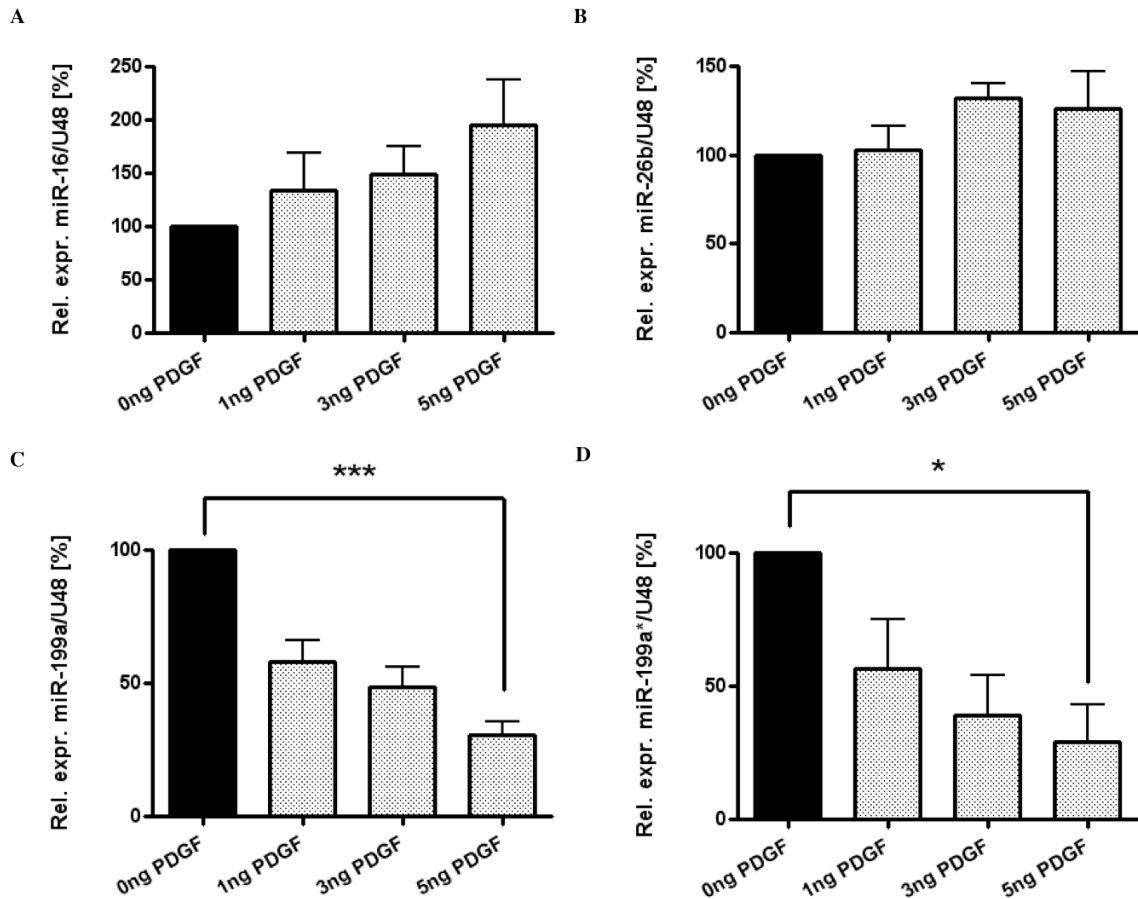 A
Rel. expr. miR-16/U48 [%]
250
200
150
100
50
0
0ng PDGF
1ng PDGF
3ng PDGF
5ng PDGF
B
Rel. expr. miR-26b/U48 [%]
150
100
50
0
0ng PDGF
1ng PDGF
3ng PDGF
5ng PDGF
C
***
Rel. expr. miR-199a/U48 [%]
100
50
0
0ng PDGF
1ng PDGF
3ng PDGF
5ng PDGF
D
*
Rel. expr. miR-199a*/U48 [%]
100
50
0
0ng PDGF
1ng PDGF
3ng PDGF
5ng PDGF